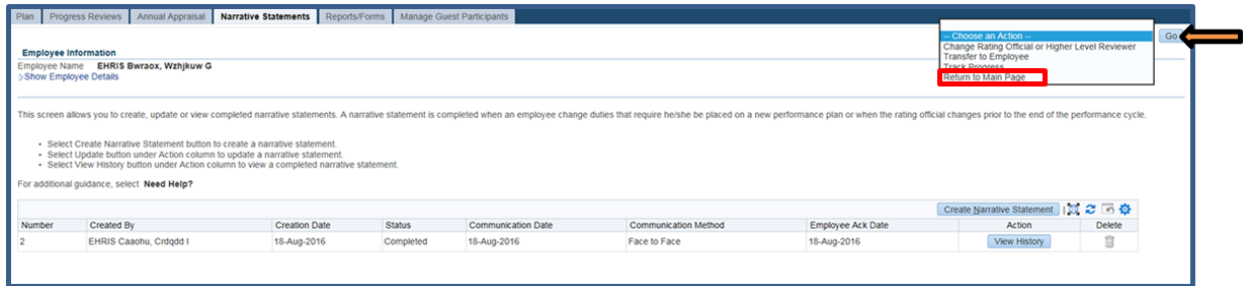 Plan Progress Reviews Annual Appraisal Narrative Statements Reports/Forms Manage Guest Participants
-- Choose an Action --
Change Rating Official or Higher Level Reviewer
Transfer to Employee
Track Progress
Return to Main Page
Go
Employee Information
Employee Name EHRIS Bwraox, Wzhjkuw G
Show Employee Details
This screen allows you to create, update or view completed narrative statements. A narrative statement is completed when an employee change duties that require he/she be placed on a new performance plan or when the rating official changes prior to the end of the performance cycle.
• Select Create Narrative Statement button to create a narrative statement.
• Select Update button under Action column to update a narrative statement.
• Select View History button under Action column to view a completed narrative statement.
For additional guidance, select Need Help?
Create Narrative Statement
Number Created By Creation Date Status Communication Date Communication Method Employee Ack Date Action Delete
2 EHRIS Caaohu, Crdqdd I 18-Aug-2016 Completed 18-Aug-2016 Face to Face 18-Aug-2016 View History